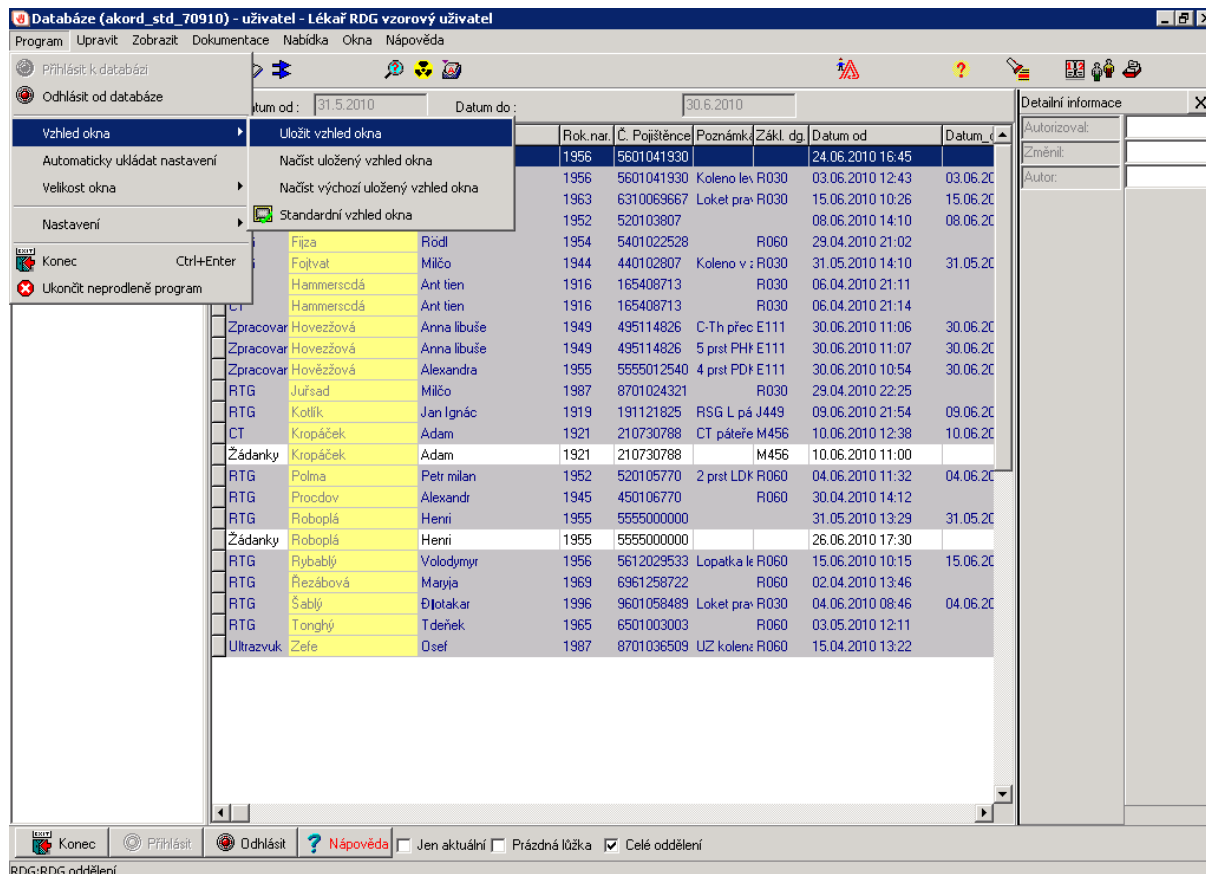 Databáze (akord_std_70910) - uživatel - Lékař RDG vzorový uživatel
Program Upravit Zobrazit Dokumentace Nabídka Okna Nápověda
Přihlásit k databázi
Odhlásit od databáze
Vzhled okna
Automaticky ukládat nastavení
Velikost okna
Nastavení
Konec Ctrl+Enter
Ukončit neprodleně program
Uložit vzhled okna
Načíst uložený vzhled okna
Načíst výchozí uložený vzhled okna
Standardní vzhled okna
atum od : 31.5.2010 Datum do : 30.6.2010
Rok.nar. Č. Pojištěnce Poznámka Zákl. dg. Datum od Datum_d
1956 5601041930 24.06.2010 16:45
1956 5601041930 Koleno lev R030 03.06.2010 12:43 03.06.20
1963 6310069667 Loket prav R030 15.06.2010 10:26 15.06.20
1952 520103807 08.06.2010 14:10 08.06.20
Fijza Rödl 1954 5401022528 R060 29.04.2010 21:02
Fojtvat Milčo 1944 440102807 Koleno v z R030 31.05.2010 14:10 31.05.20
Hammerscdá Ant tien 1916 165408713 R030 06.04.2010 21:11
CT Hammerscdá Ant tien 1916 165408713 R030 06.04.2010 21:14
Zpracovar Hovezžová Anna libuše 1949 495114826 C-Th přec E111 30.06.2010 11:06 30.06.20
Zpracovar Hovezžová Anna libuše 1949 495114826 5 prst PHK E111 30.06.2010 11:07 30.06.20
Zpracovar Hovězžová Alexandra 1955 5555012540 4 prst PDK E111 30.06.2010 10:54 30.06.20
RTG Juřsad Milčo 1987 8701024321 R030 29.04.2010 22:25
RTG Kotlík Jan Ignác 1919 191121825 RSG L pá J449 09.06.2010 21:54 09.06.20
CT Kropáček Adam 1921 210730788 CT páteře M456 10.06.2010 12:38 10.06.20
Žádanky Kropáček Adam 1921 210730788 M456 10.06.2010 11:00
RTG Polma Petr milan 1952 520105770 2 prst LDK R060 04.06.2010 11:32 04.06.20
RTG Procdov Alexandr 1945 450106770 R060 30.04.2010 14:12
RTG Roboplá Henri 1955 5555000000 31.05.2010 13:29 31.05.20
Žádanky Roboplá Henri 1955 5555000000 26.06.2010 17:30
RTG Rybablý Volodymyr 1956 5612029533 Lopatka le R060 15.06.2010 10:15 15.06.20
RTG Řezábová Maryja 1969 6961258722 R060 02.04.2010 13:46
RTG Šablý Đlotakar 1996 9601058489 Loket prav R030 04.06.2010 08:46 04.06.20
RTG Tonghý Tdeňek 1965 6501003003 R060 03.05.2010 12:11
Ultrazvuk Zefe Osef 1987 8701036509 UZ kolena R060 15.04.2010 13:22
Detailní informace X
Autorizoval:
Změnil:
Autor:
Konec Přihlásit Odhlásit Nápověda Jen aktuální Prázdná lůžka Celé oddělení
RDG:RDG oddělení